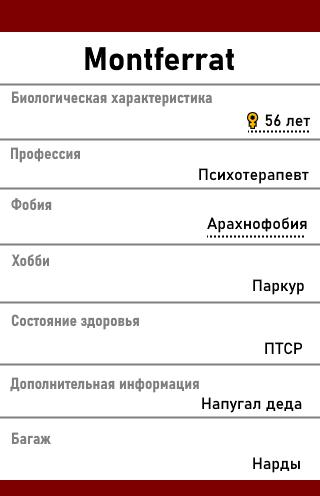 Montferrat
Биологическая характеристика
56 лет
Профессия
Психотерапевт
Фобия
Арахнофобия
Хобби
Паркур
Состояние здоровья
ПТСР
Дополнительная информация
Напугал деда
Багаж
Нарды